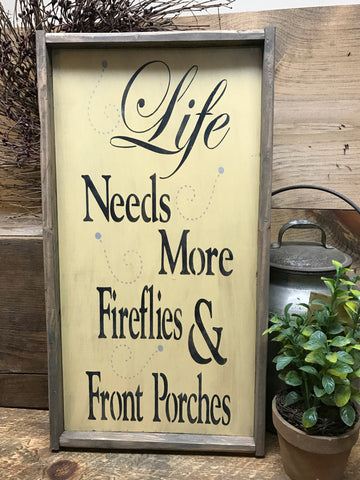 Life
Needs
More
Fireflies &
Front Porches